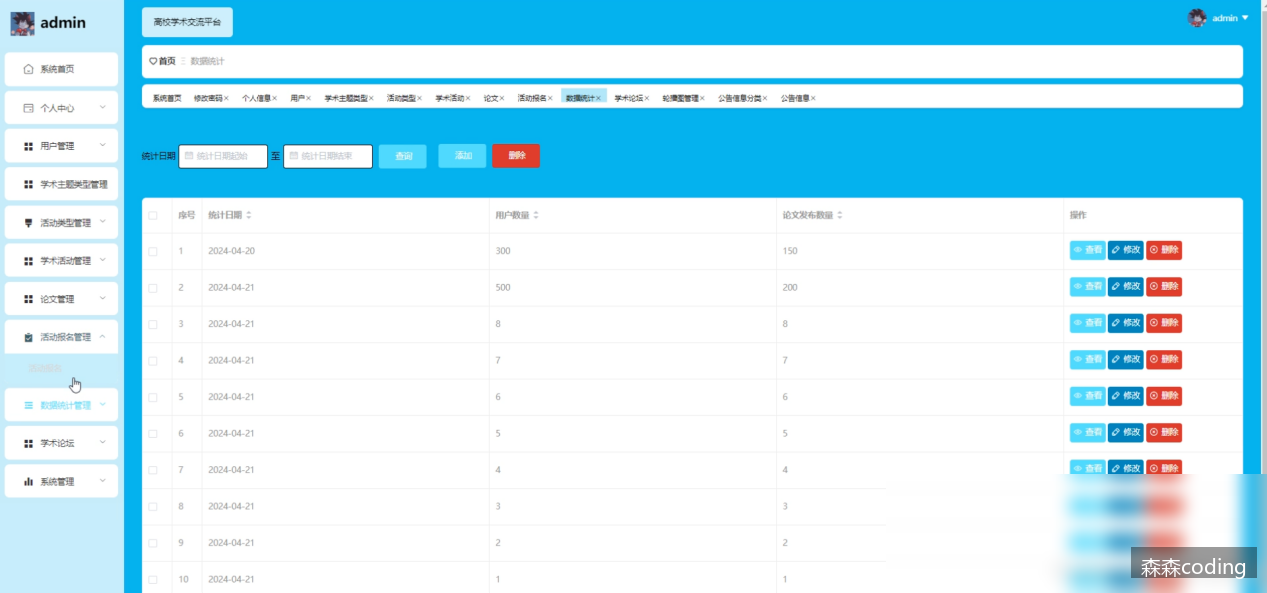 admin
高校学术交流平台
admin
首页 数据统计
系统首页 修改密码× 个人信息× 用户× 学术主题类型× 活动类型× 学术活动× 论文× 活动报名× 数据统计× 学术论坛× 轮播图管理× 公告信息分类× 公告信息×
系统首页
个人中心
用户管理
学术主题类型管理
活动类型管理
学术活动管理
论文管理
活动报名管理
活动报名
数据统计管理
学术论坛
系统管理
统计日期 统计日期起始 至 统计日期结束 查询 添加 删除
序号 统计日期 用户数量 论文发布数量 操作
1 2024-04-20 300 150 查看 修改 删除
2 2024-04-21 500 200 查看 修改 删除
3 2024-04-21 8 8 查看 修改 删除
4 2024-04-21 7 7 查看 修改 删除
5 2024-04-21 6 6 查看 修改 删除
6 2024-04-21 5 5 查看 修改 删除
7 2024-04-21 4 4 查看 修改 删除
8 2024-04-21 3 3
9 2024-04-21 2 2
10 2024-04-21 1 1
森森coding